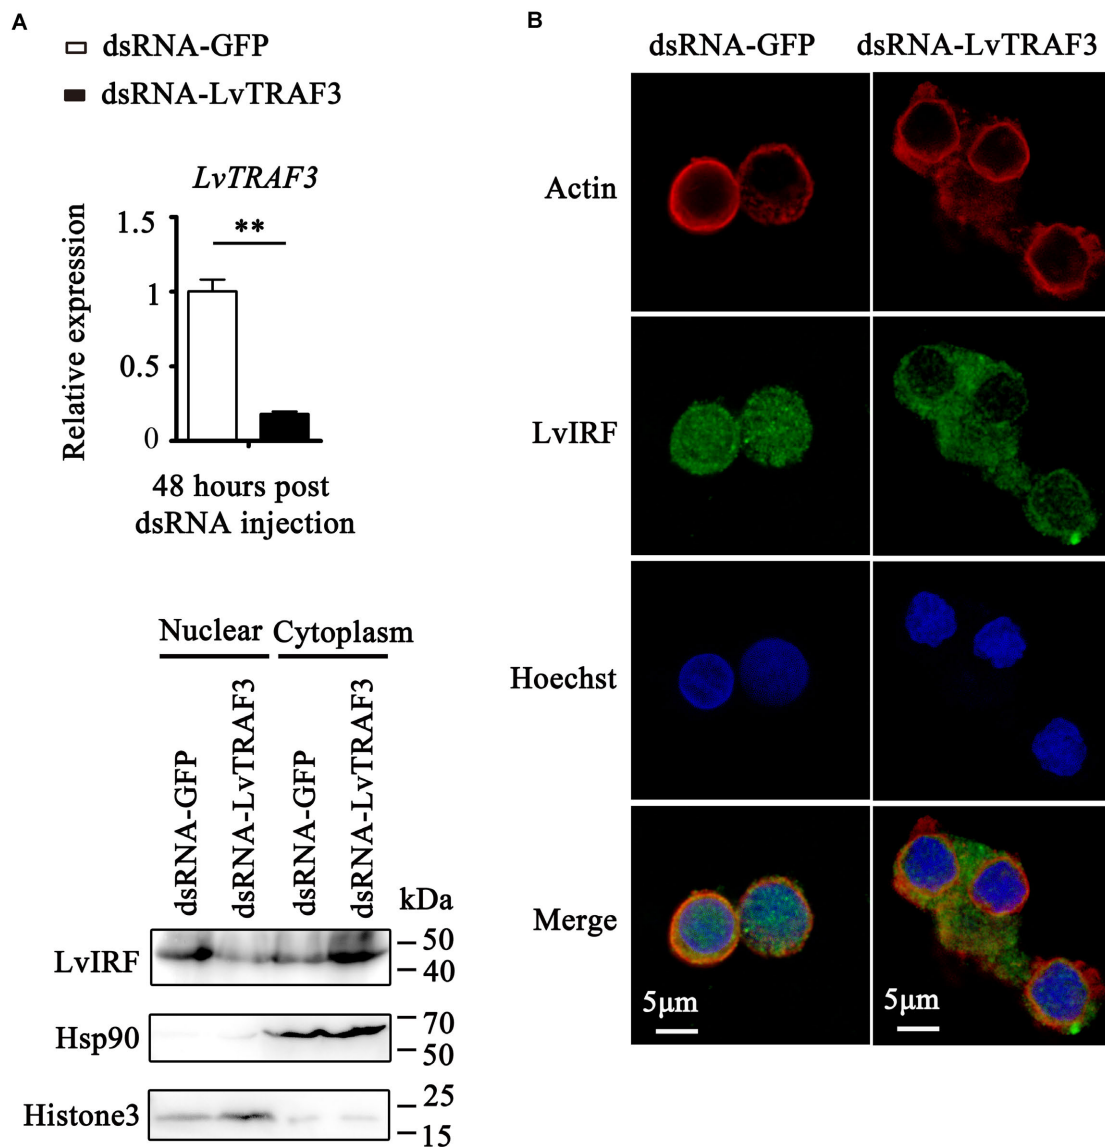 A
dsRNA-GFP
dsRNA-LvTRAF3
LvTRAF3
**
1.5
1
0.5
0
Relative expression
48 hours post
dsRNA injection
Nuclear Cytoplasm
dsRNA-GFP
dsRNA-LvTRAF3
dsRNA-GFP
dsRNA-LvTRAF3
kDa
LvIRF
50
40
Hsp90
70
50
Histone3
25
15
B
dsRNA-GFP dsRNA-LvTRAF3
Actin
LvIRF
Hoechst
Merge
5μm
5μm